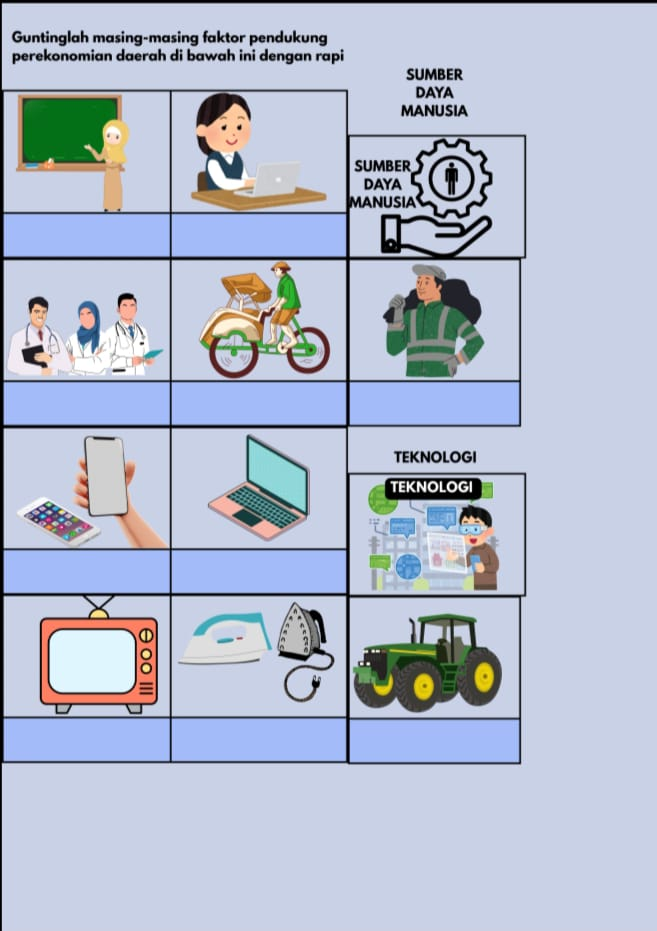 Guntinglah masing-masing faktor pendukung
perekonomian daerah di bawah ini dengan rapi
SUMBER
DAYA
MANUSIA
SUMBER
DAYA
MANUSIA
TEKNOLOGI
TEKNOLOGI